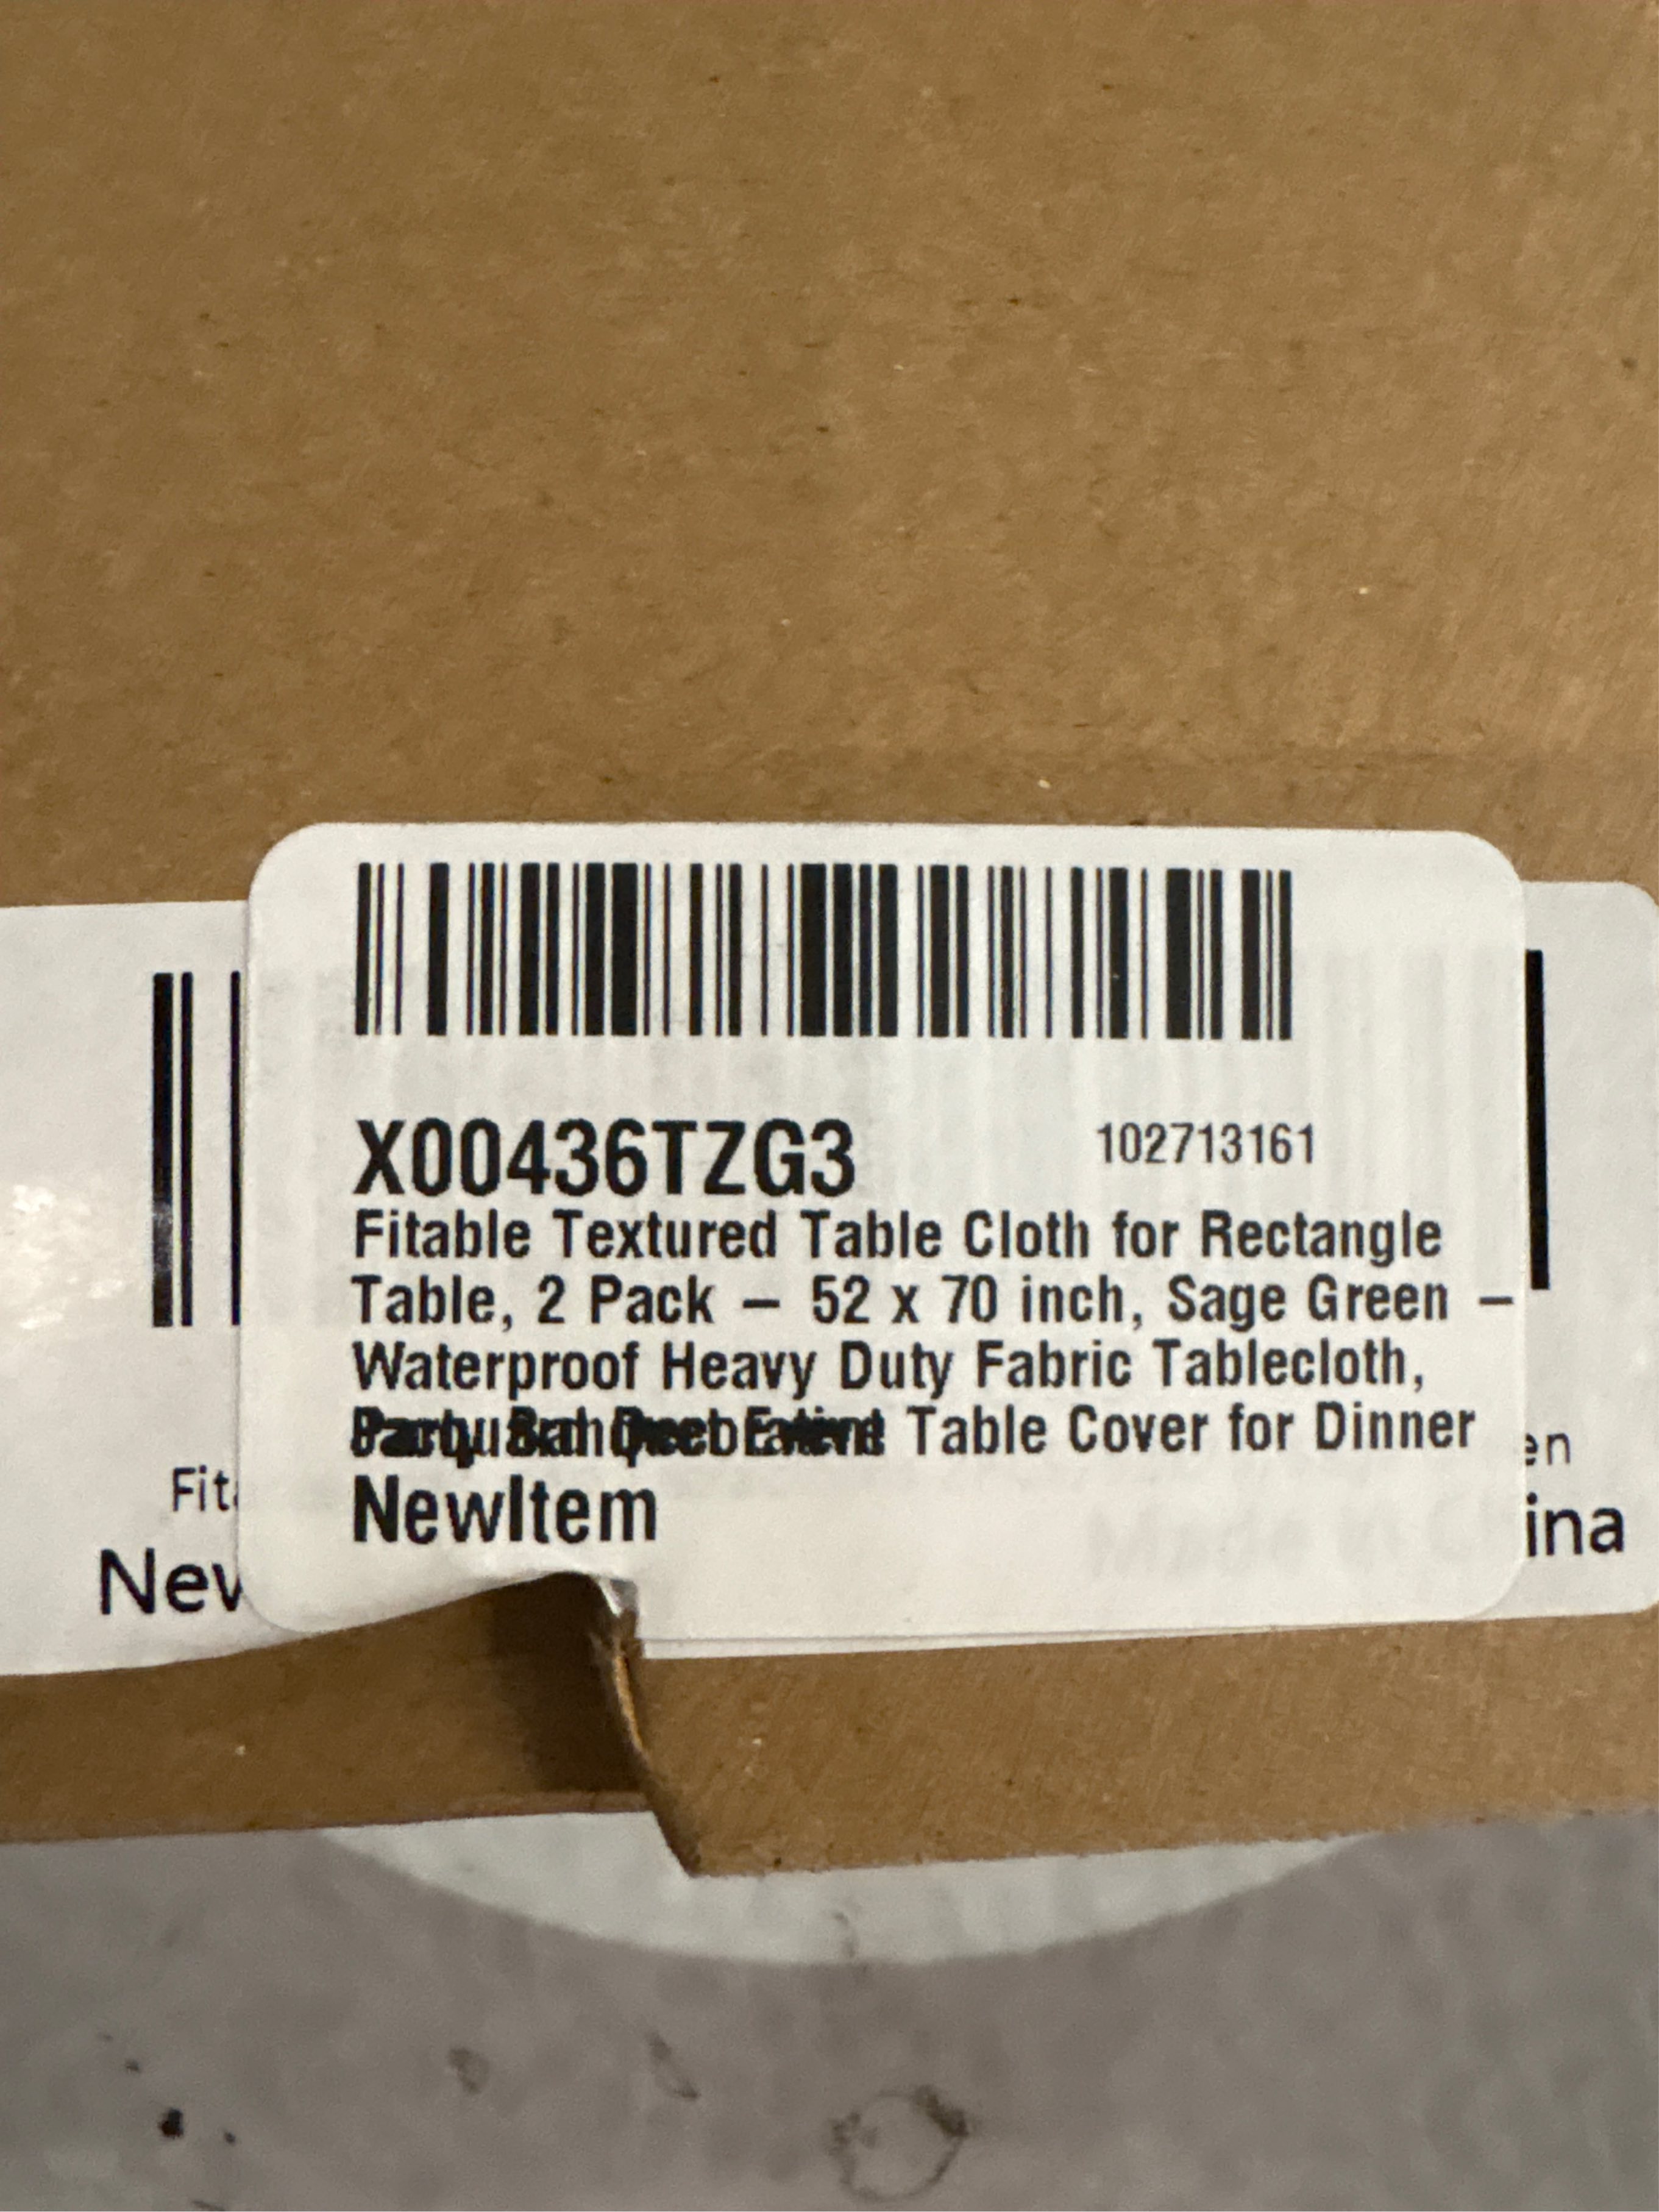 X00436TZG3 102713161
Fitable Textured Table Cloth for Rectangle
Table, 2 Pack – 52 x 70 inch, Sage Green –
Waterproof Heavy Duty Fabric Tablecloth,
Table Cover for Dinner
NewItem
Fita
New
en
ina